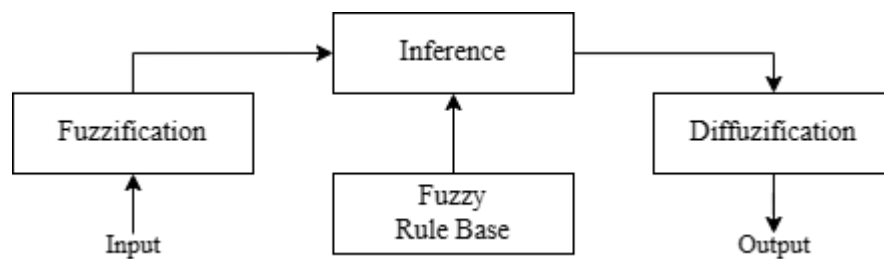 Inference
Fuzzification
Diffuzification
Fuzzy
Rule Base
Input
Output